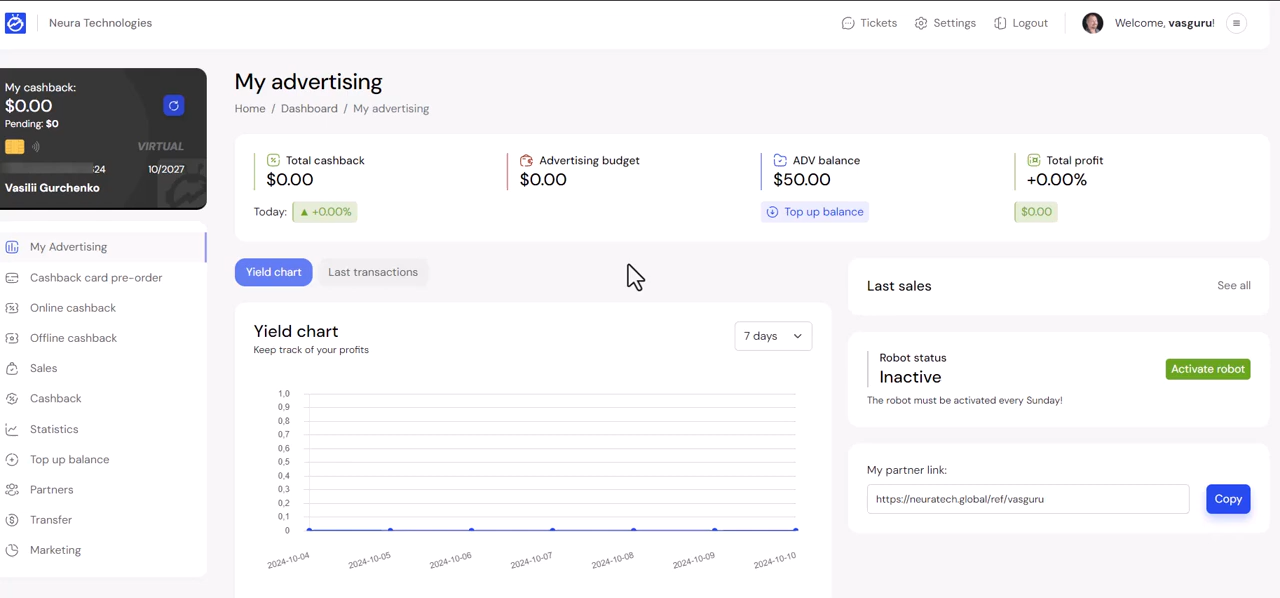 Neura Technologies
Tickets
Settings
Logout
Welcome, vasguru!
My cashback:
$0.00
Pending: $0
VIRTUAL
24
10/2027
Vasilii Gurchenko
My Advertising
Cashback card pre-order
Online cashback
Offline cashback
Sales
Cashback
Statistics
Top up balance
Partners
Transfer
Marketing
My advertising
Home / Dashboard / My advertising
Total cashback
$0.00
Today: ▲ +0.00%
Advertising budget
$0.00
ADV balance
$50.00
Top up balance
Total profit
+0.00%
$0.00
Yield chart
Last transactions
Yield chart
Keep track of your profits
7 days
1,0
0,9
0,8
0,7
0,6
0,5
0,4
0,3
0,2
0,1
0
2024-10-04
2024-10-05
2024-10-06
2024-10-07
2024-10-08
2024-10-09
2024-10-10
Last sales
See all
Robot status
Inactive
Activate robot
The robot must be activated every Sunday!
My partner link:
https://neuratech.global/ref/vasguru
Copy